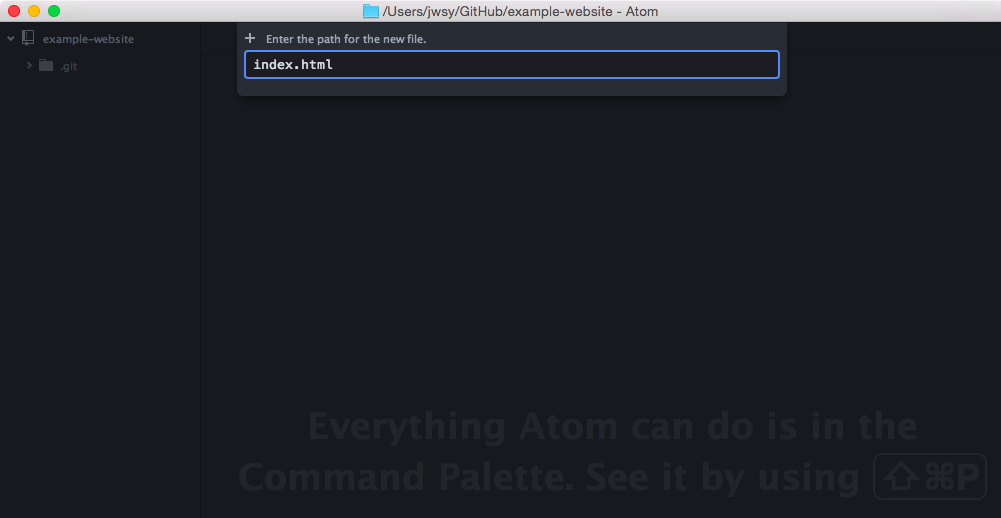 /Users/jwsy/GitHub/example-website - Atom
example-website
.git
Enter the path for the new file.
index.html
Everything Atom can do is in the
Command Palette. See it by using ⇧⌘P